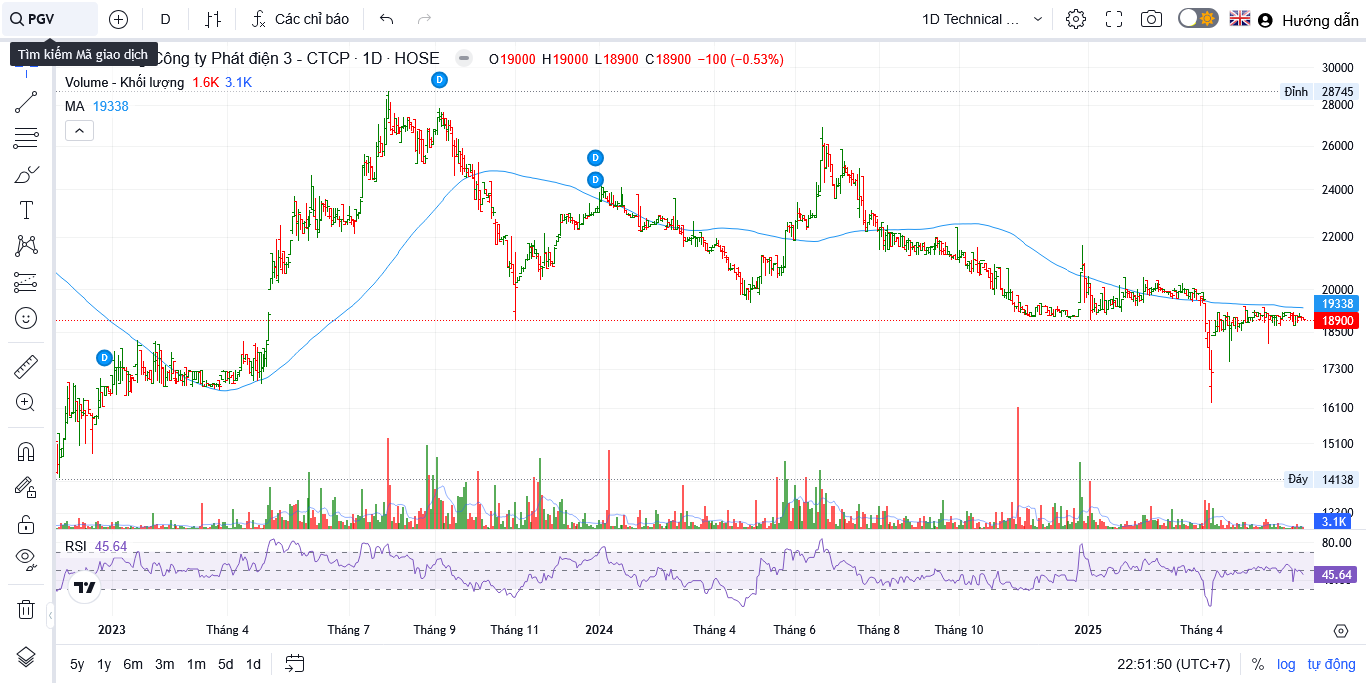 PGV
D
Các chỉ báo
1D Technical ...
Hướng dẫn
Tìm kiếm Mã giao dịch
Công ty Phát điện 3 - CTCP · 1D · HOSE
O19000 H19000 L18900 C18900 −100 (−0.53%)
Volume - Khối lượng 1.6K 3.1K
MA 19338
D
D
D
D
30000
Đỉnh 28745
28000
26000
24000
22000
20000
19338
18900
18500
17300
16100
15100
Đáy 14138
13200
3.1K
RSI 45.64
80.00
45.64
2023 Tháng 4 Tháng 7 Tháng 9 Tháng 11 2024 Tháng 4 Tháng 6 Tháng 8 Tháng 10 2025 Tháng 4
5y 1y 6m 3m 1m 5d 1d
22:51:50 (UTC+7) % log tự động